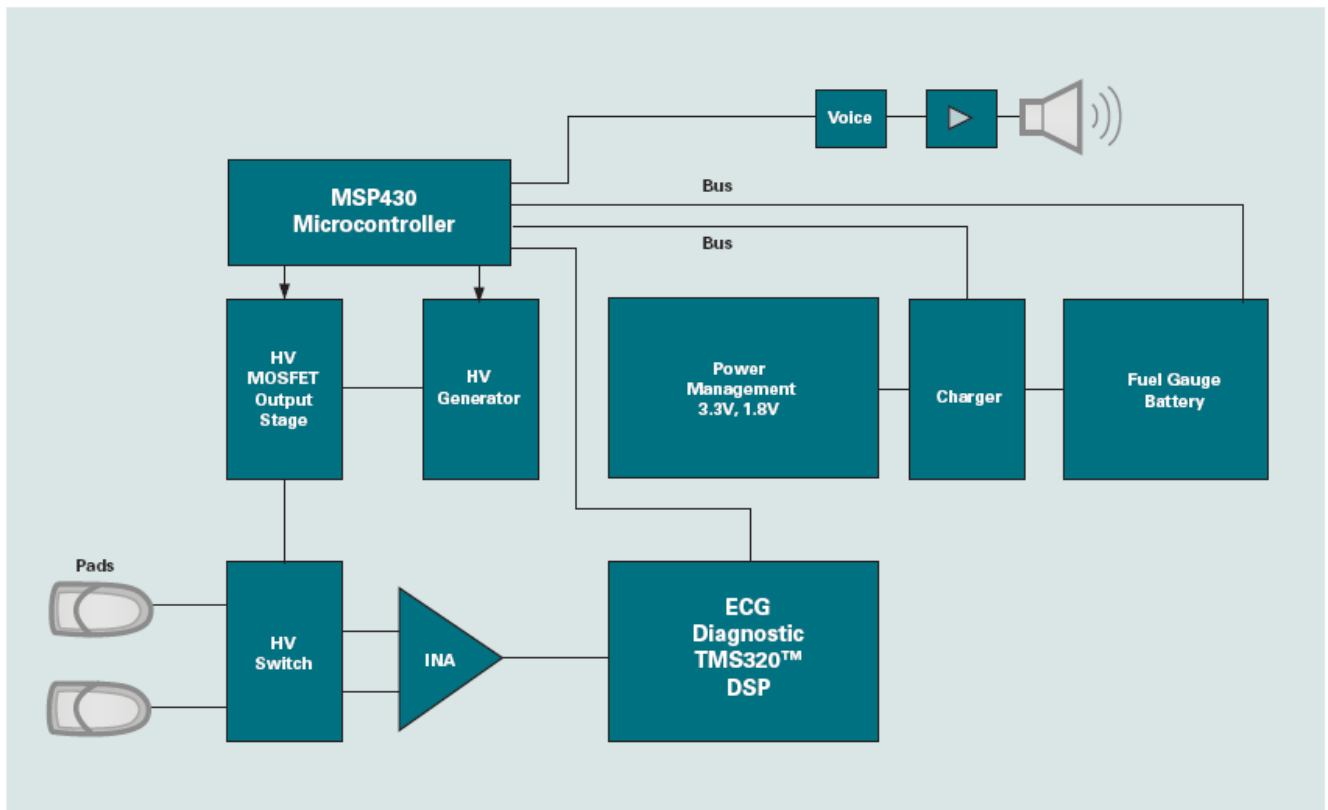 Voice
MSP430
Microcontroller
Bus
Bus
HV
MOSFET
Output
Stage
HV
Generator
Power
Management
3.3V, 1.8V
Charger
Fuel Gauge
Battery
Pads
HV
Switch
INA
ECG
Diagnostic
TMS320™
DSP